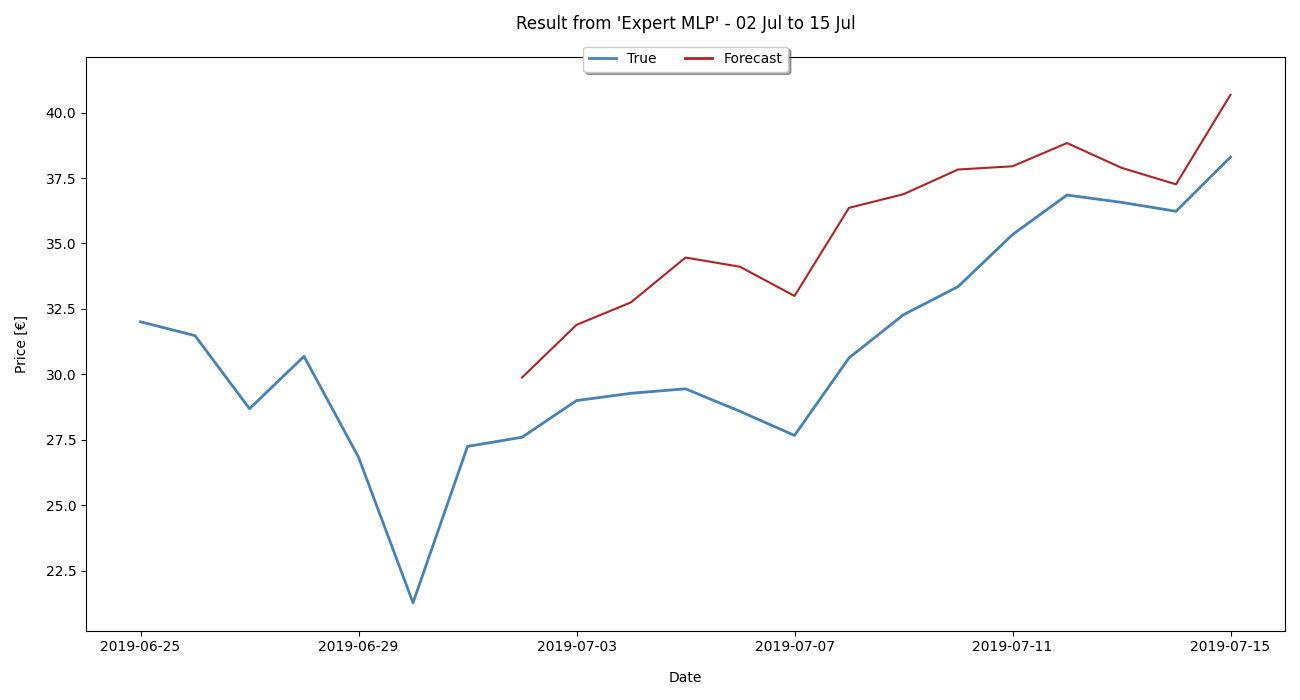 Result from 'Expert MLP' - 02 Jul to 15 Jul
True Forecast
40.0
37.5
35.0
32.5
30.0
27.5
25.0
22.5
Price [€]
2019-06-25 2019-06-29 2019-07-03 2019-07-07 2019-07-11 2019-07-15
Date